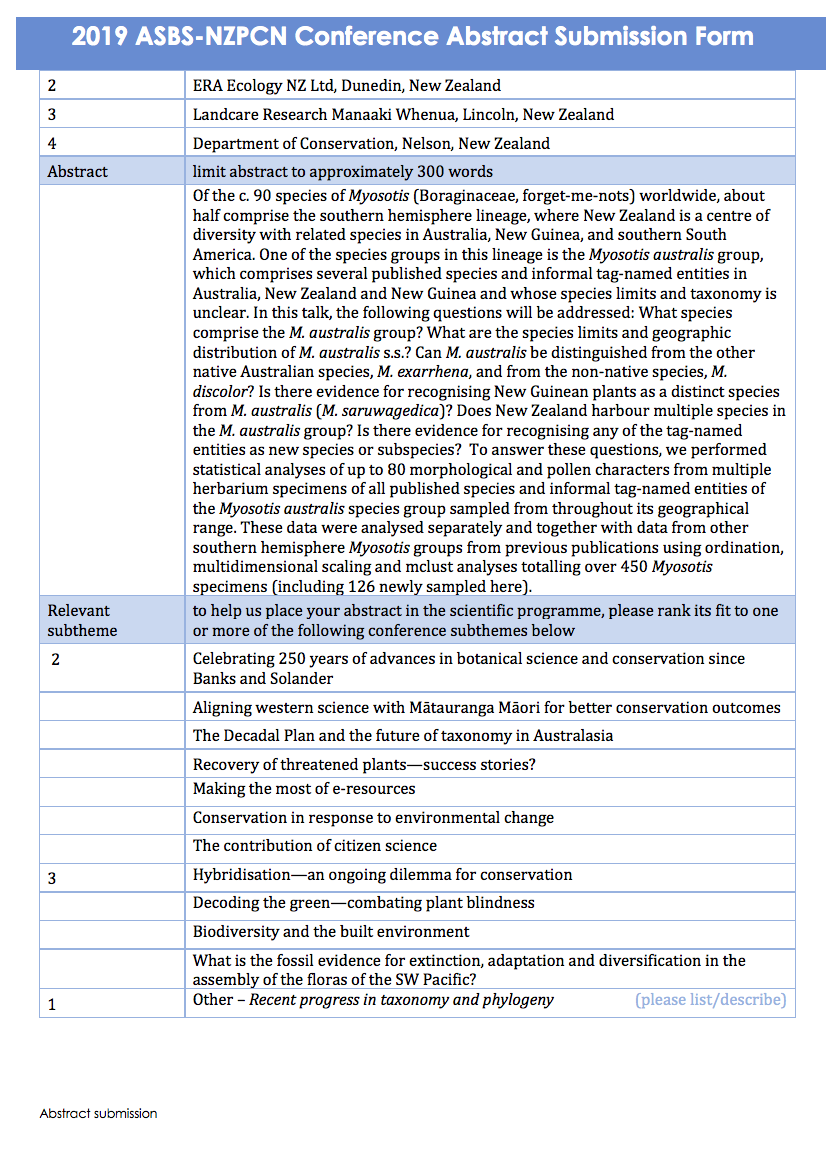 2019 ASBS-NZPCN Conference Abstract Submission Form
2 ERA Ecology NZ Ltd, Dunedin, New Zealand
3 Landcare Research Manaaki Whenua, Lincoln, New Zealand
4 Department of Conservation, Nelson, New Zealand
Abstract limit abstract to approximately 300 words
Of the c. 90 species of Myosotis (Boraginaceae, forget-me-nots) worldwide, about
half comprise the southern hemisphere lineage, where New Zealand is a centre of
diversity with related species in Australia, New Guinea, and southern South
America. One of the species groups in this lineage is the Myosotis australis group,
which comprises several published species and informal tag-named entities in
Australia, New Zealand and New Guinea and whose species limits and taxonomy is
unclear. In this talk, the following questions will be addressed: What species
comprise the M. australis group? What are the species limits and geographic
distribution of M. australis s.s.? Can M. australis be distinguished from the other
native Australian species, M. exarrhena, and from the non-native species, M.
discolor? Is there evidence for recognising New Guinean plants as a distinct species
from M. australis (M. saruwagedica)? Does New Zealand harbour multiple species in
the M. australis group? Is there evidence for recognising any of the tag-named
entities as new species or subspecies? To answer these questions, we performed
statistical analyses of up to 80 morphological and pollen characters from multiple
herbarium specimens of all published species and informal tag-named entities of
the Myosotis australis species group sampled from throughout its geographical
range. These data were analysed separately and together with data from other
southern hemisphere Myosotis groups from previous publications using ordination,
multidimensional scaling and mclust analyses totalling over 450 Myosotis
specimens (including 126 newly sampled here).
Relevant subtheme to help us place your abstract in the scientific programme, please rank its fit to one
or more of the following conference subthemes below
2 Celebrating 250 years of advances in botanical science and conservation since
Banks and Solander
Aligning western science with Mātauranga Māori for better conservation outcomes
The Decadal Plan and the future of taxonomy in Australasia
Recovery of threatened plants—success stories?
Making the most of e-resources
Conservation in response to environmental change
The contribution of citizen science
3 Hybridisation—an ongoing dilemma for conservation
Decoding the green—combating plant blindness
Biodiversity and the built environment
What is the fossil evidence for extinction, adaptation and diversification in the
assembly of the floras of the SW Pacific?
1 Other – Recent progress in taxonomy and phylogeny (please list/describe)
Abstract submission